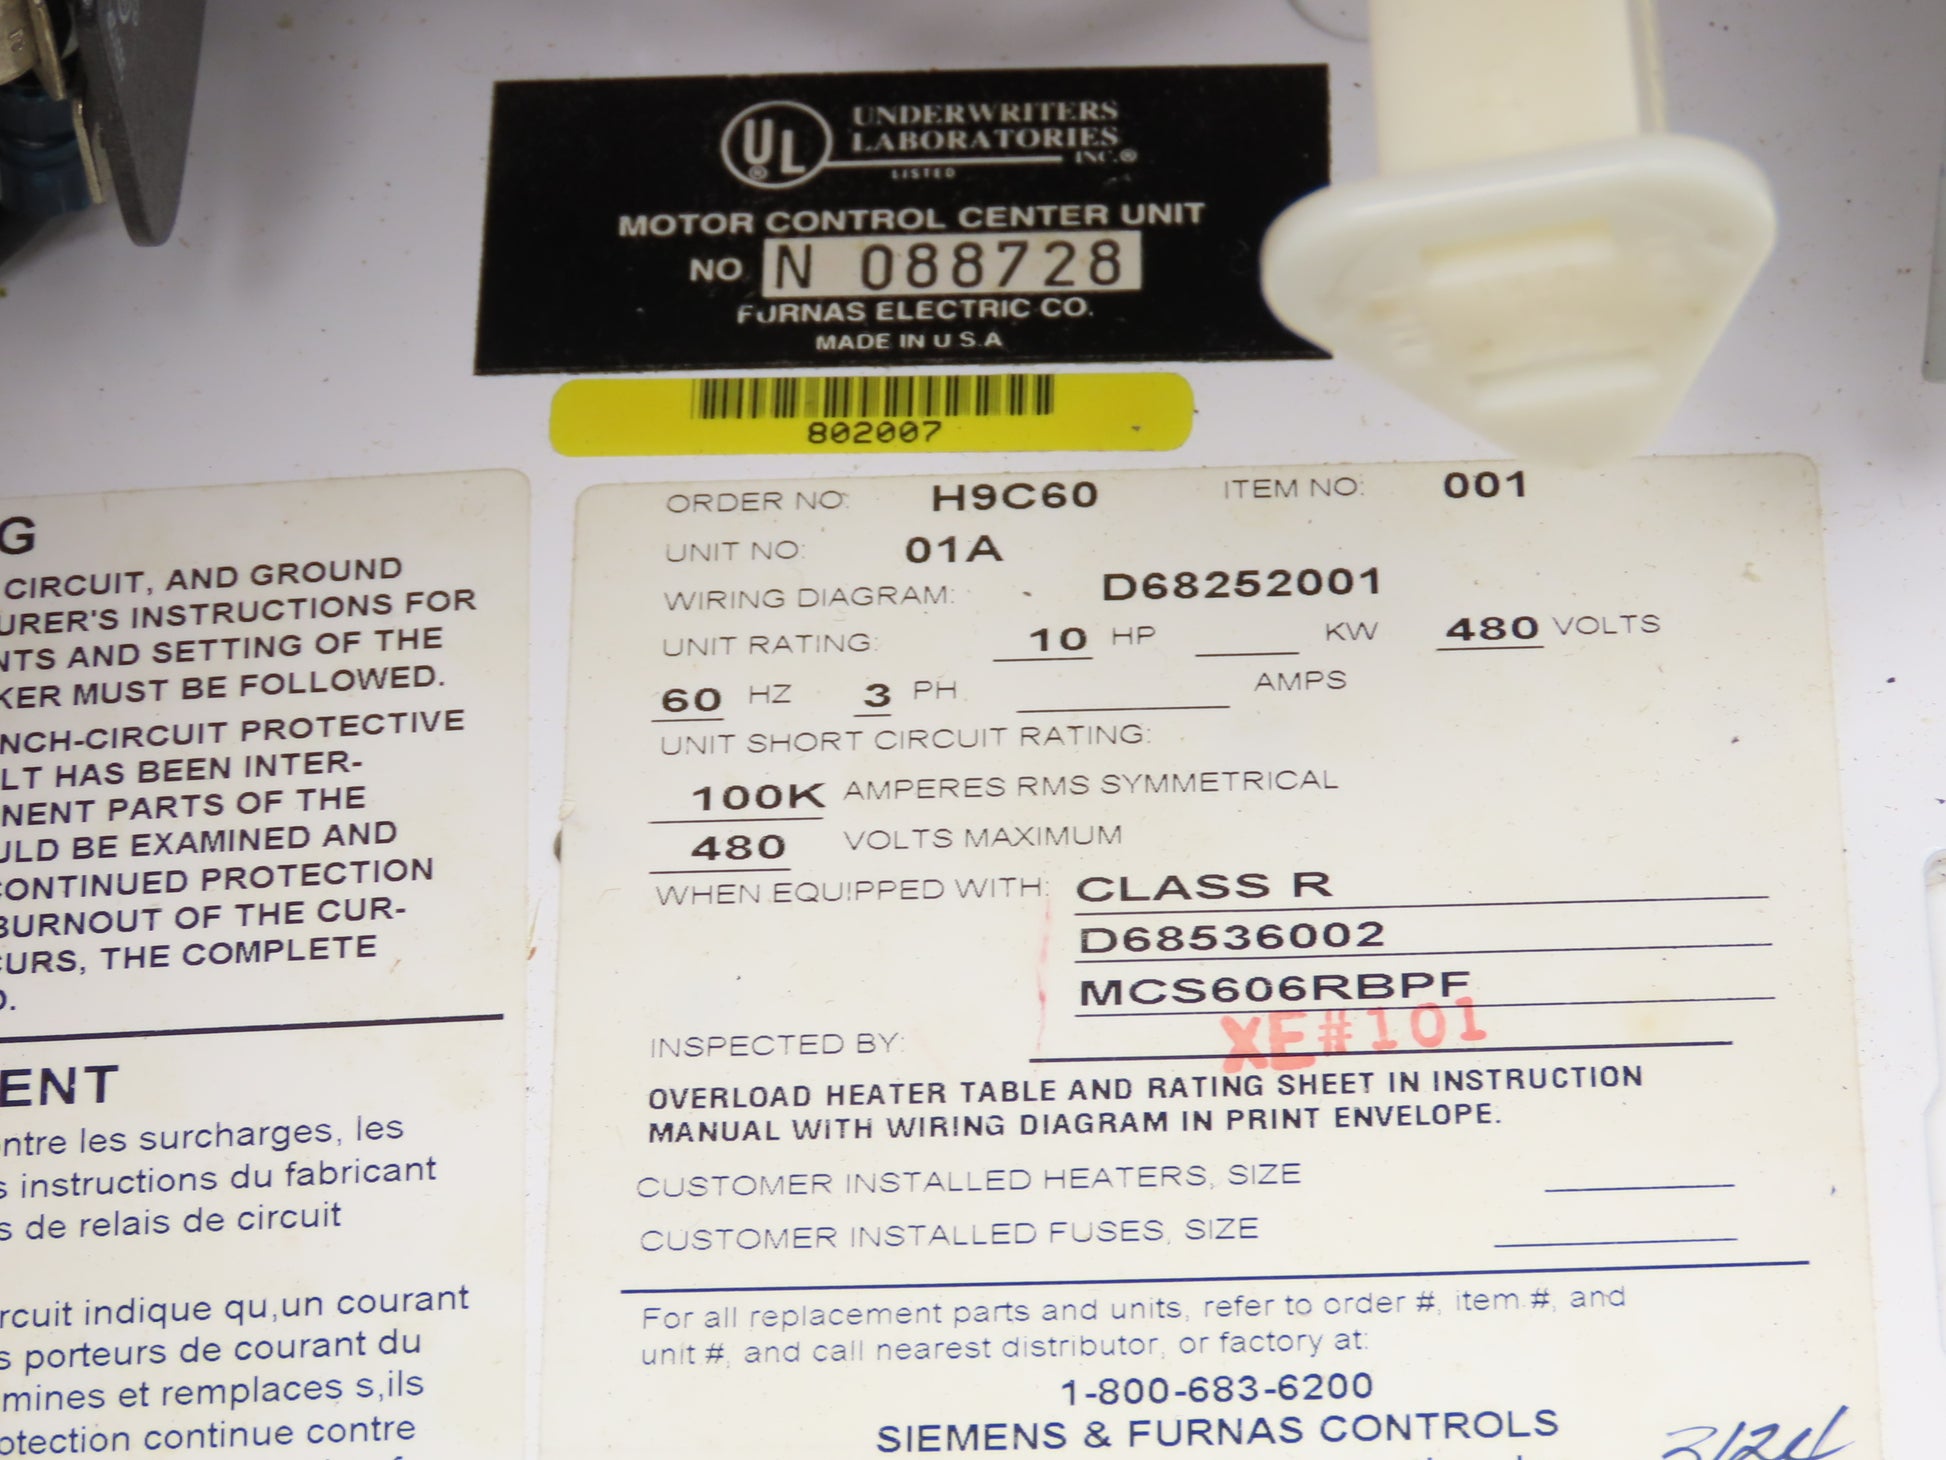 UL
UNDERWRITERS
LABORATORIES
INC.®
LISTED
MOTOR CONTROL CENTER UNIT
NO N 088728
FURNAS ELECTRIC CO.
MADE IN U S.A
802007
ORDER NO: H9C60 ITEM NO: 001
UNIT NO: 01A
WIRING DIAGRAM: D68252001
UNIT RATING: 10 HP KW 480 VOLTS
60 HZ 3 PH AMPS
UNIT SHORT CIRCUIT RATING:
100K AMPERES RMS SYMMETRICAL
480 VOLTS MAXIMUM
WHEN EQUIPPED WITH: CLASS R
D68536002
MCS606RBPF
XE#101
INSPECTED BY:
OVERLOAD HEATER TABLE AND RATING SHEET IN INSTRUCTION
MANUAL WITH WIRING DIAGRAM IN PRINT ENVELOPE.
CUSTOMER INSTALLED HEATERS, SIZE
CUSTOMER INSTALLED FUSES, SIZE
For all replacement parts and units, refer to order #, item #, and
unit #, and call nearest distributor, or factory at:
1-800-683-6200
SIEMENS & FURNAS CONTROLS
G
CIRCUIT, AND GROUND
URER'S INSTRUCTIONS FOR
NTS AND SETTING OF THE
KER MUST BE FOLLOWED.
NCH-CIRCUIT PROTECTIVE
LT HAS BEEN INTER-
NENT PARTS OF THE
ULD BE EXAMINED AND
CONTINUED PROTECTION
BURNOUT OF THE CUR-
CURS, THE COMPLETE
D.
ENT
ntre les surcharges, les
s instructions du fabricant
s de relais de circuit
rcuit indique qu,un courant
s porteurs de courant du
mines et remplaces s,ils
otection continue contre